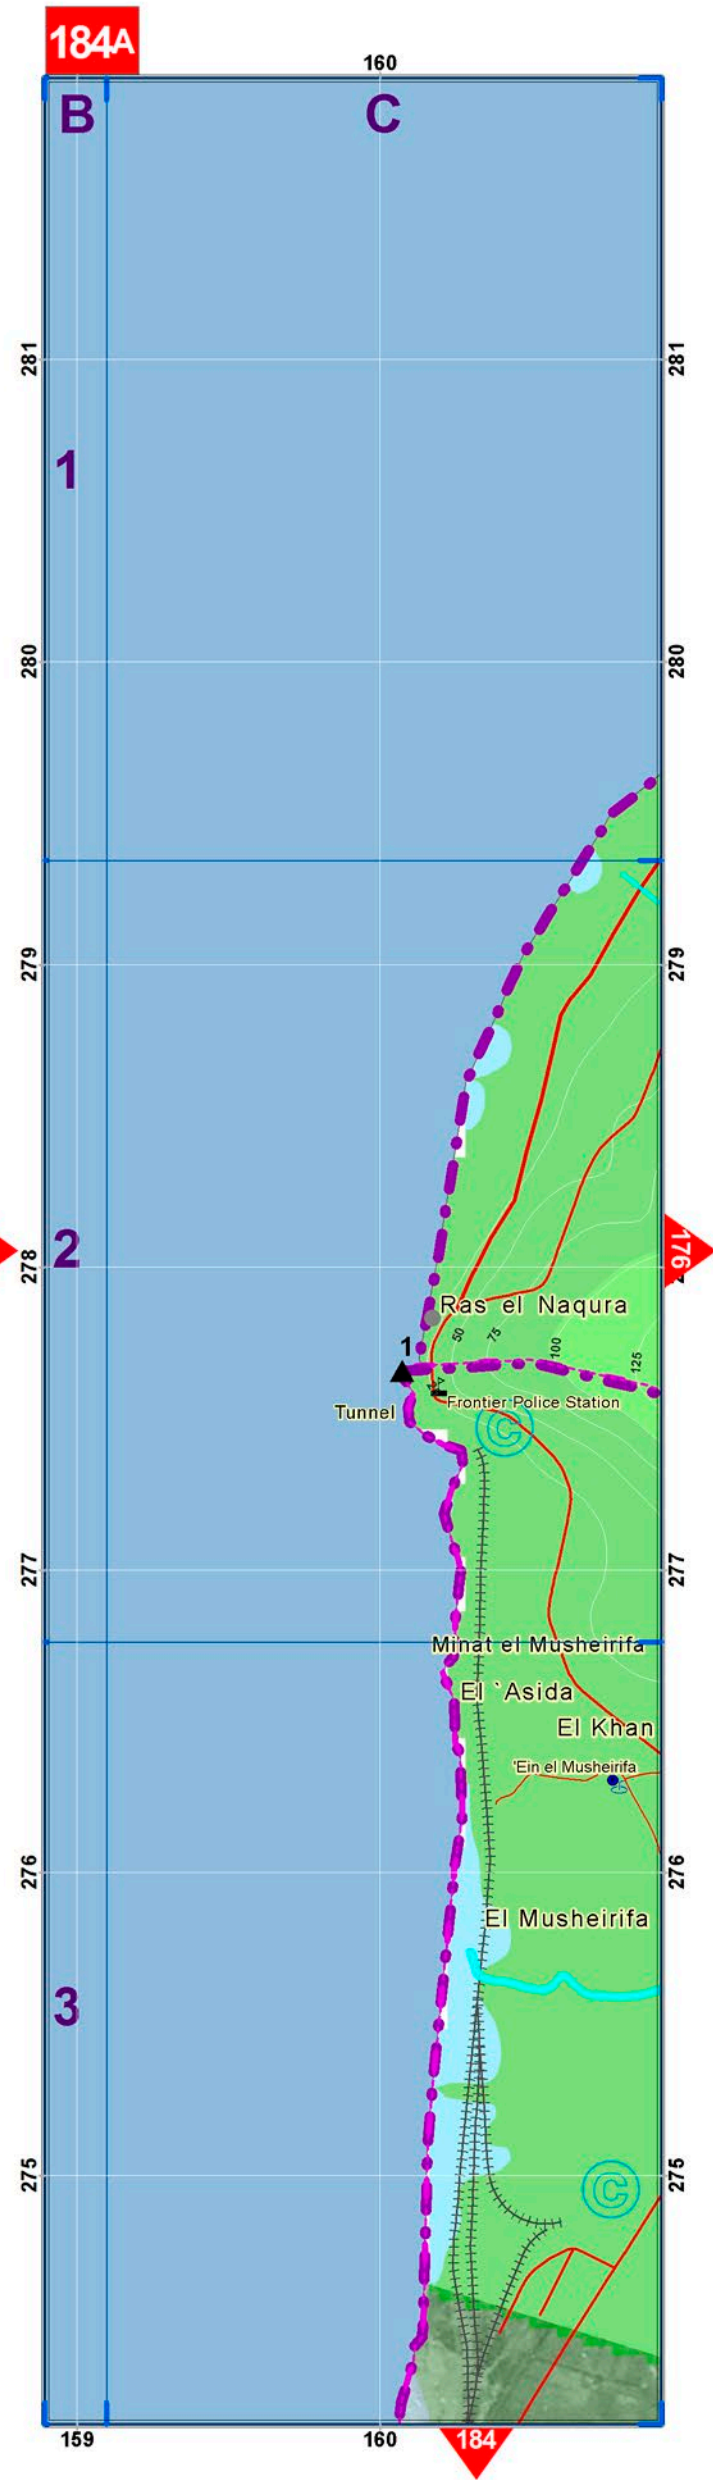 184A
160
B
C
281
281
1
280
280
279
279
278
2
176
Ras el Naqura
50
75
100
125
1
Frontier Police Station
Tunnel
©
277
277
Minat el Musheirifa
El `Asida
El Khan
'Ein el Musheirifa
276
276
El Musheirifa
3
275
275
©
159
160
184